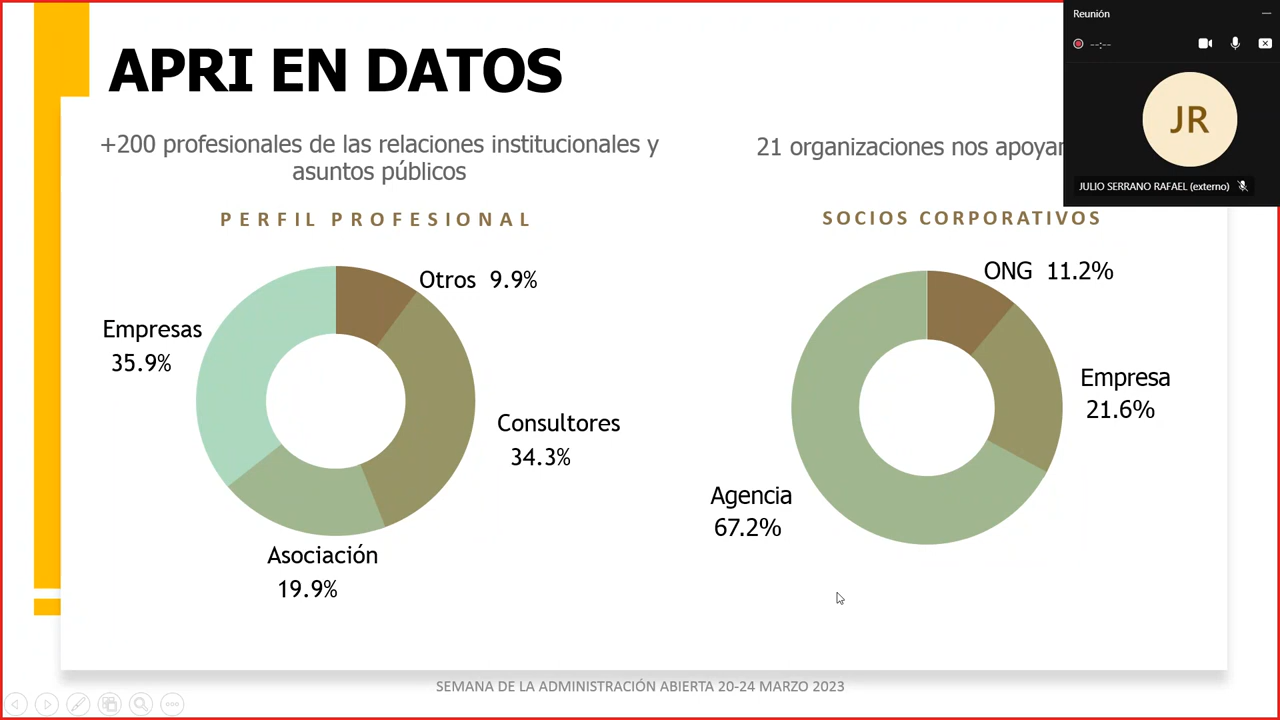 APRI EN DATOS
+200 profesionales de las relaciones institucionales y
asuntos públicos
PERFIL PROFESIONAL
Otros 9.9%
Empresas
35.9%
Consultores
34.3%
Asociación
19.9%
21 organizaciones nos
SOCIOS CORPORATIVOS
ONG 11.2%
Empresa
21.6%
Agencia
67.2%
SEMANA DE LA ADMINISTRACIÓN ABIERTA 20-24 MARZO 2023
Reunión
--:--
JR
JULIO SERRANO RAFAEL (externo)